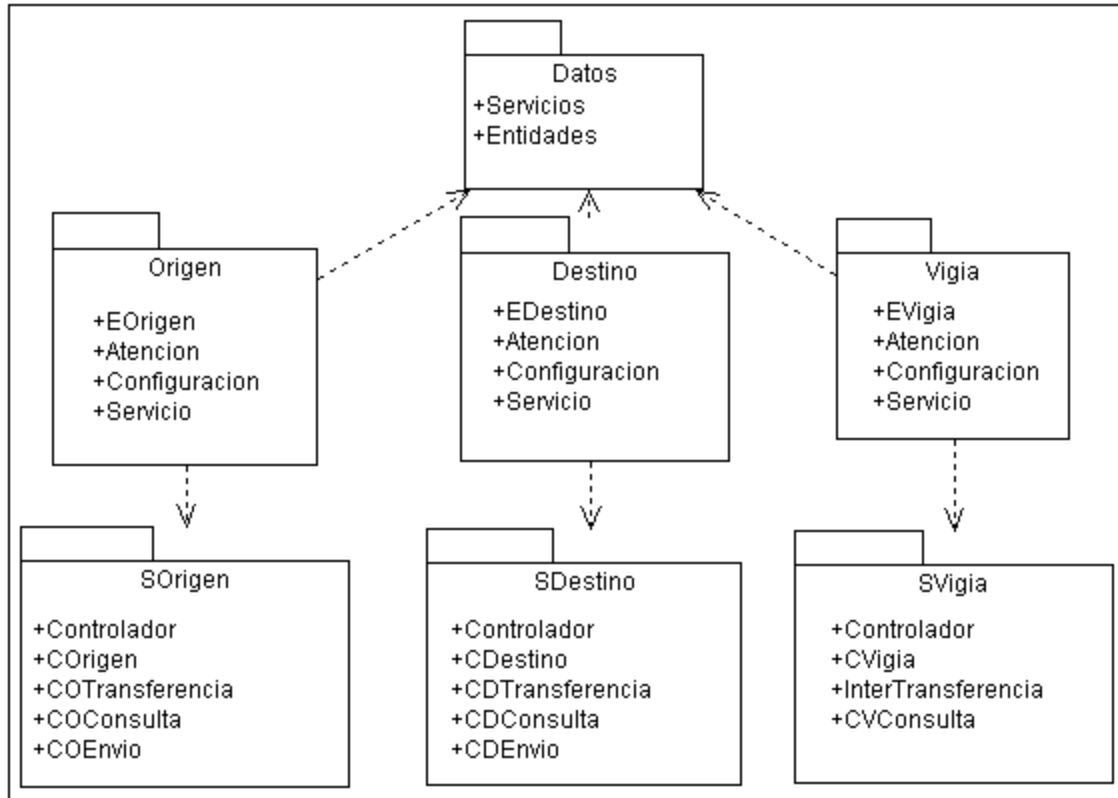 Datos
+Servicios
+Entidades
Origen
+EOrigen
+Atencion
+Configuracion
+Servicio
Destino
+EDestino
+Atencion
+Configuracion
+Servicio
Vigia
+EVigia
+Atencion
+Configuracion
+Servicio
SOrigen
+Controlador
+COrigen
+COTransferencia
+COConsulta
+COEnvio
SDestino
+Controlador
+CDestino
+CDTransferencia
+CDConsulta
+CDEnvio
SVigia
+Controlador
+CVigia
+InterTransferencia
+CVConsulta